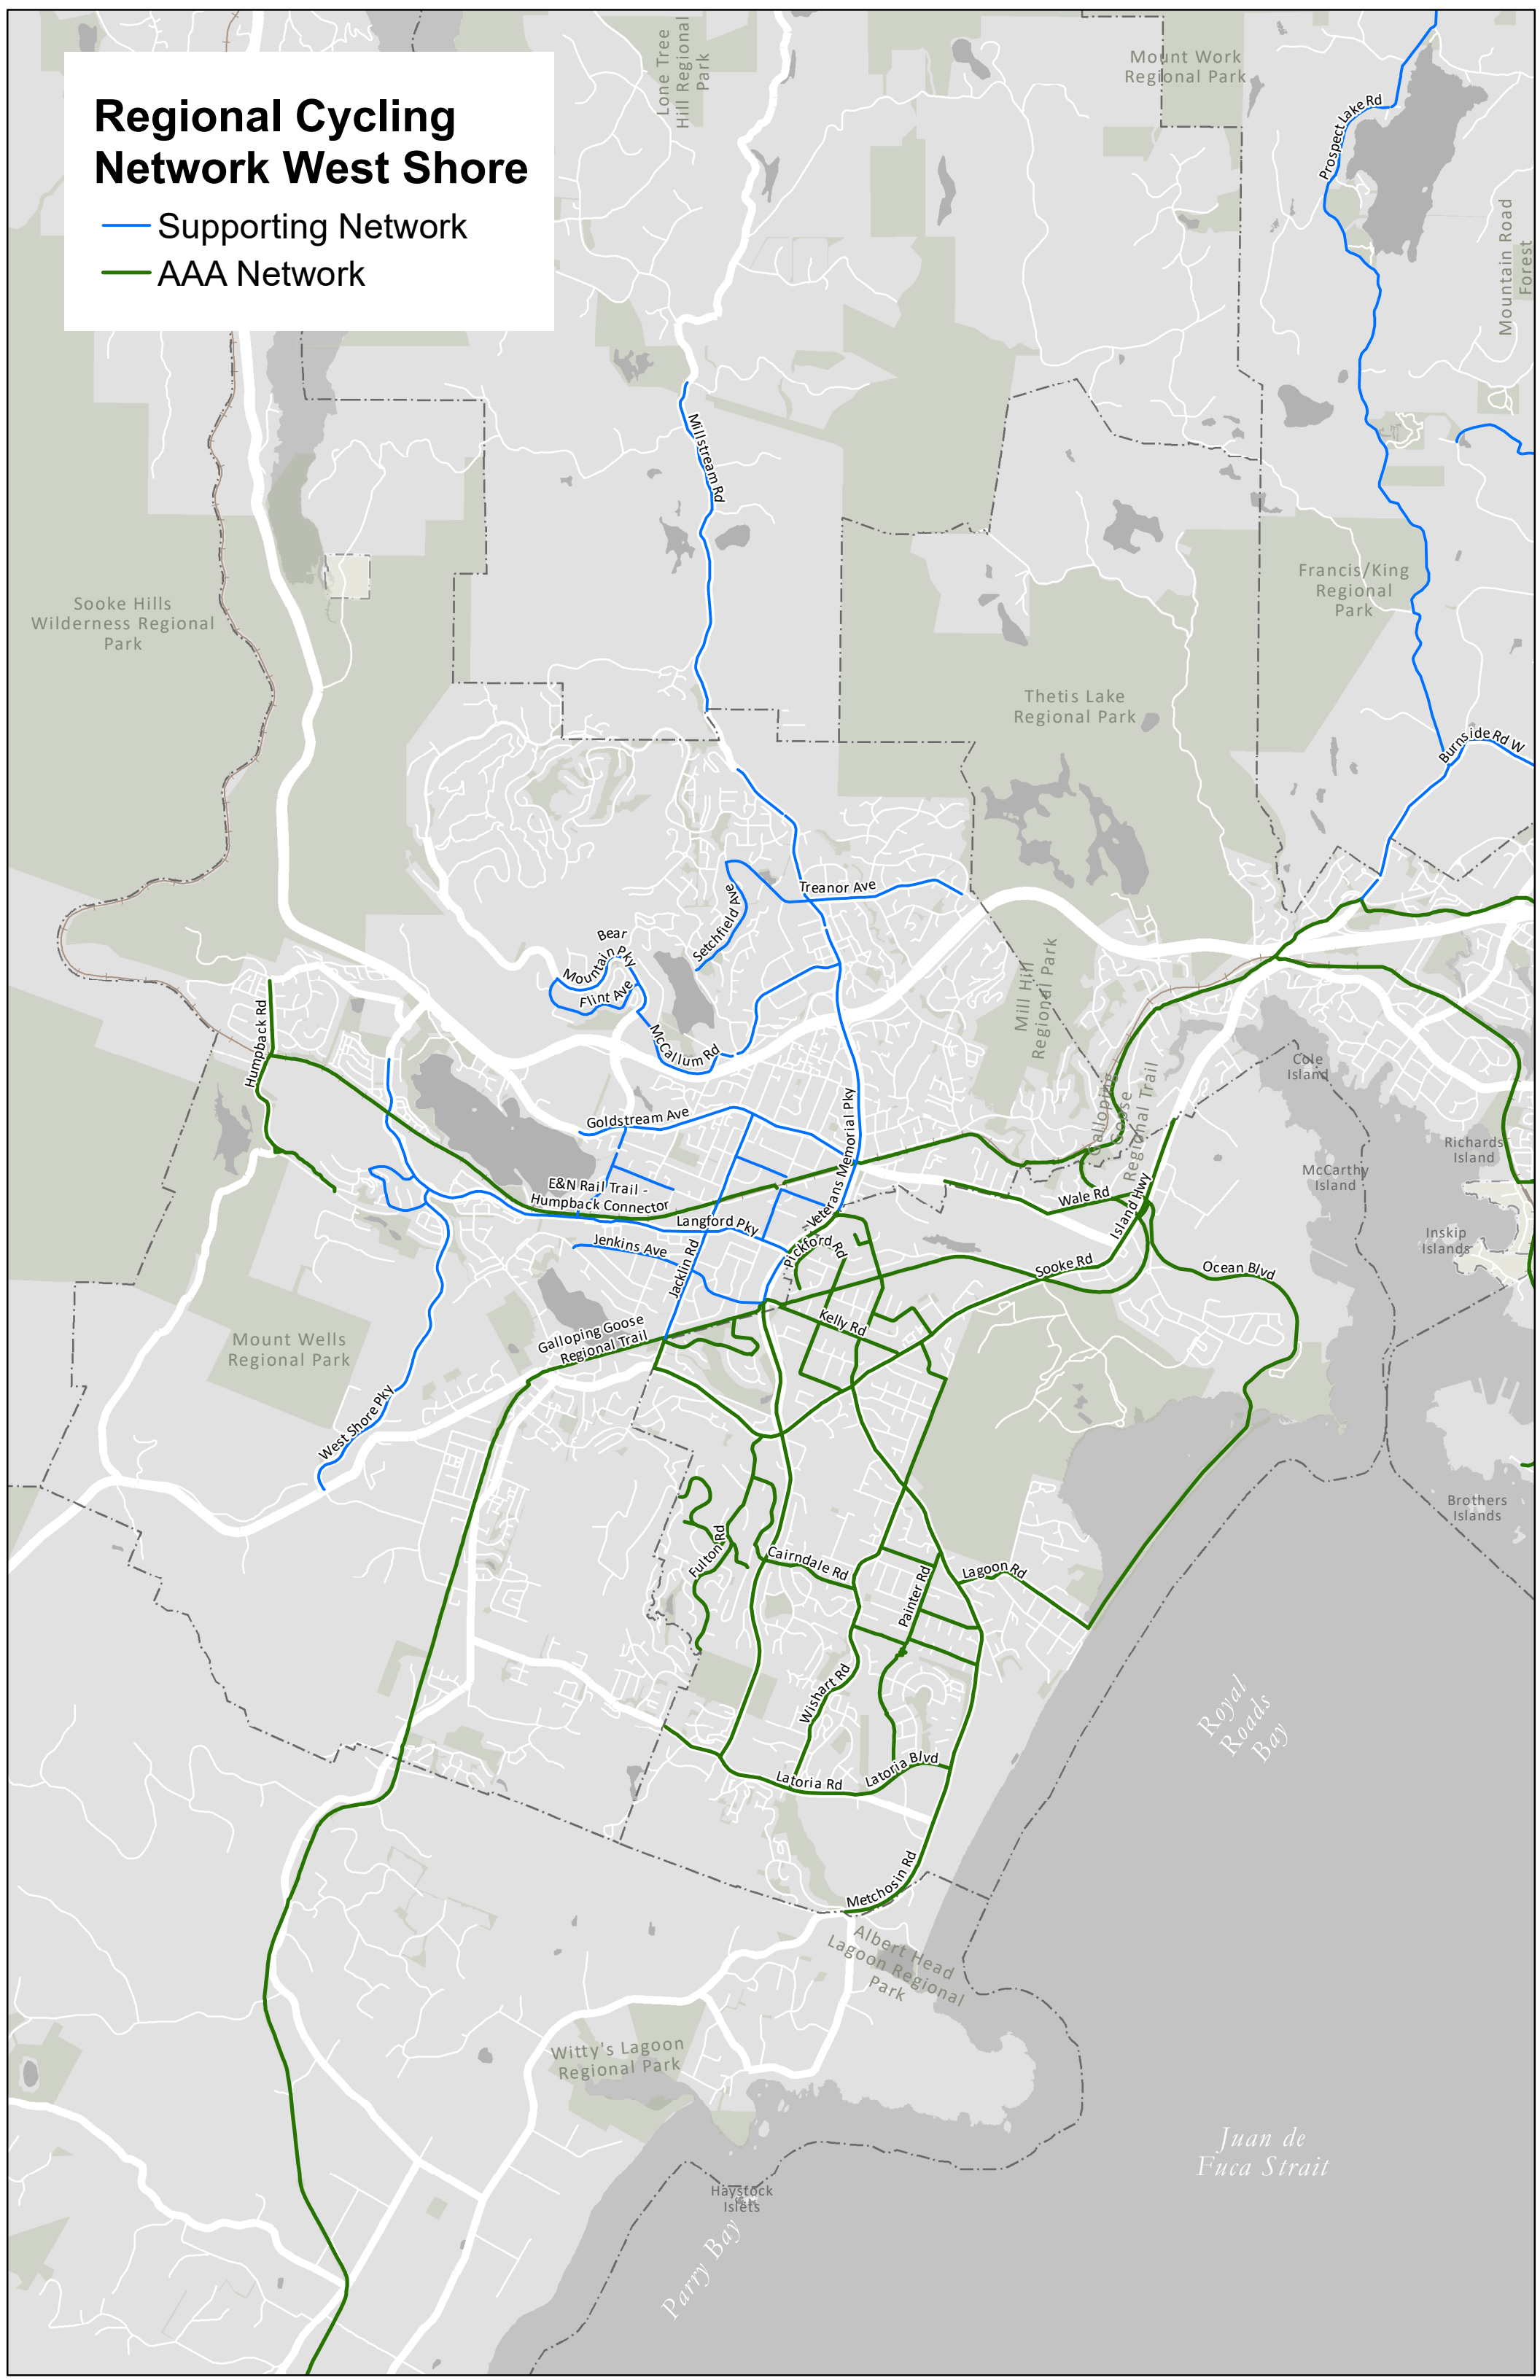 Regional Cycling
Network West Shore
Supporting Network
AAA Network
Lone Tree
Hill Regional
Park
Mount Work
Regional Park
Prospect Lake Rd
Mountain Road
Forest
Millstream Rd
Sooke Hills
Wilderness Regional
Park
Francis/King
Regional
Park
Thetis Lake
Regional Park
Burnside Rd W
Treanor Ave
Setchfield Ave
Bear
Mountain Pky
Flint Ave
McCallum Rd
Mill Hill
Regional Park
Humpback Rd
Cole
Island
Galloping
Goose
Regional Trail
Goldstream Ave
Veterans Memorial Pky
Richards
Island
McCarthy
Island
E&N Rail Trail -
Humpback Connector
Wale Rd
Island Hwy
Langford Pky
Jenkins Ave
Jacklin Rd
Pickford Rd
Sooke Rd
Ocean Blvd
Inskip
Islands
Kelly Rd
Galloping Goose
Regional Trail
Mount Wells
Regional Park
West Shore Pky
Brothers
Islands
Fulton Rd
Cairndale Rd
Lagoon Rd
Painter Rd
Wishart Rd
Royal
Roads
Bay
Latoria Rd
Latoria Blvd
Metchosin Rd
Albert Head
Lagoon Regional
Park
Witty's Lagoon
Regional Park
Juan de
Fuca Strait
Haystock
Islets
Parry Bay